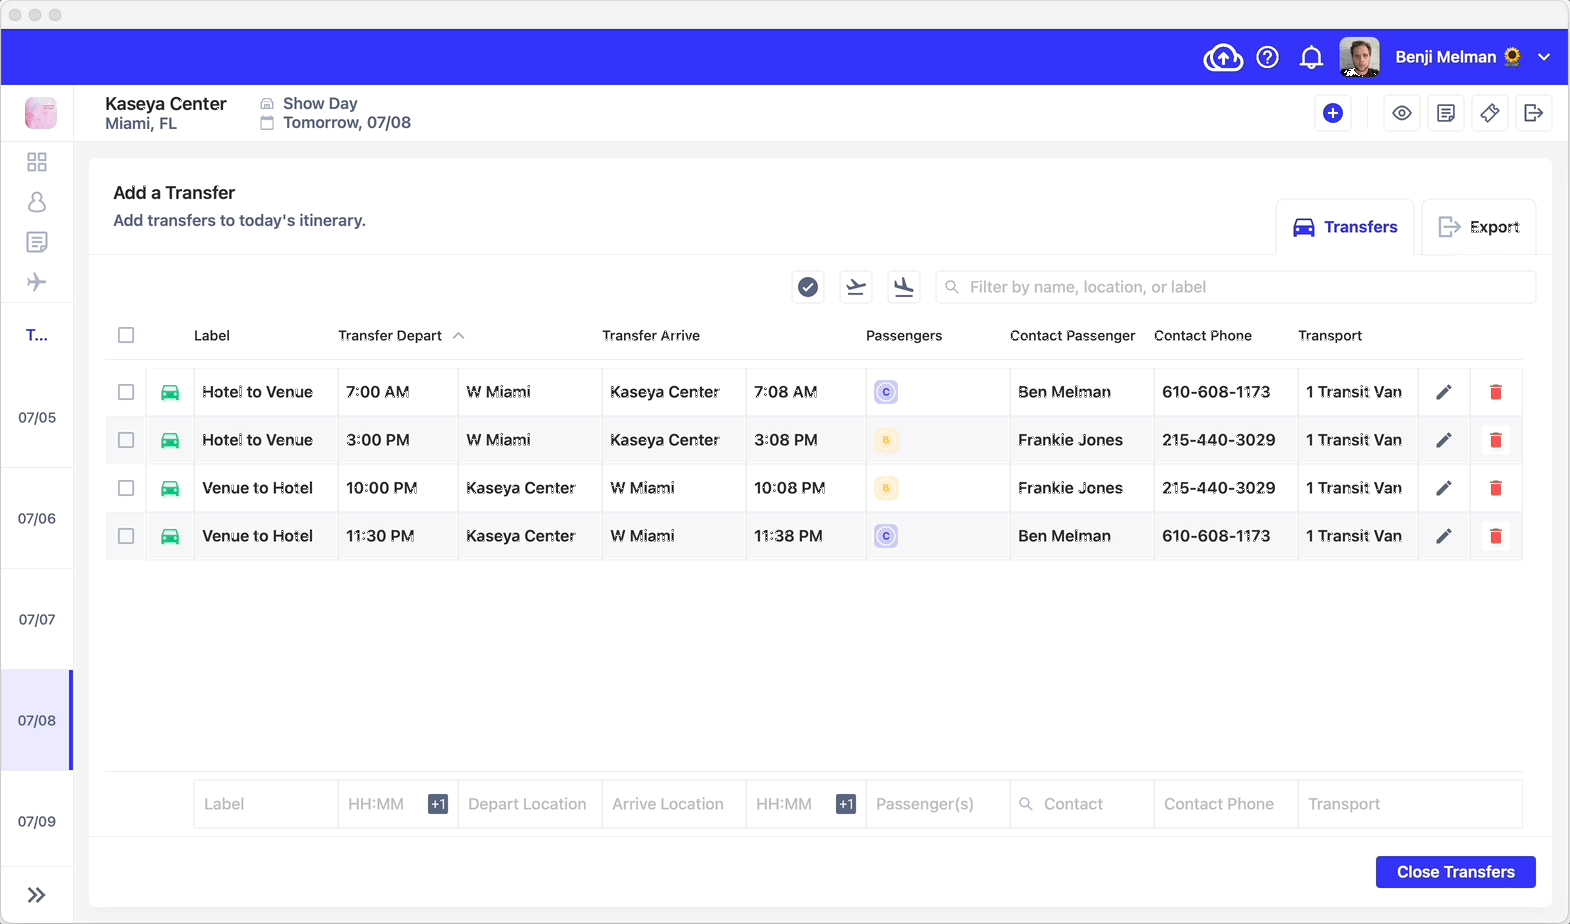 Benji Melman 🌻
Kaseya Center
Miami, FL
Show Day
Tomorrow, 07/08
Add a Transfer
Add transfers to today's itinerary.
Transfers
Export
Filter by name, location, or label
T...
07/05
07/06
07/07
07/08
07/09
Label Transfer Depart Transfer Arrive Passengers Contact Passenger Contact Phone Transport
Hotel to Venue 7:00 AM W Miami Kaseya Center 7:08 AM C Ben Melman 610-608-1173 1 Transit Van
Hotel to Venue 3:00 PM W Miami Kaseya Center 3:08 PM B Frankie Jones 215-440-3029 1 Transit Van
Venue to Hotel 10:00 PM Kaseya Center W Miami 10:08 PM B Frankie Jones 215-440-3029 1 Transit Van
Venue to Hotel 11:30 PM Kaseya Center W Miami 11:38 PM C Ben Melman 610-608-1173 1 Transit Van
Label HH:MM +1 Depart Location Arrive Location HH:MM +1 Passenger(s) Contact Contact Phone Transport
Close Transfers